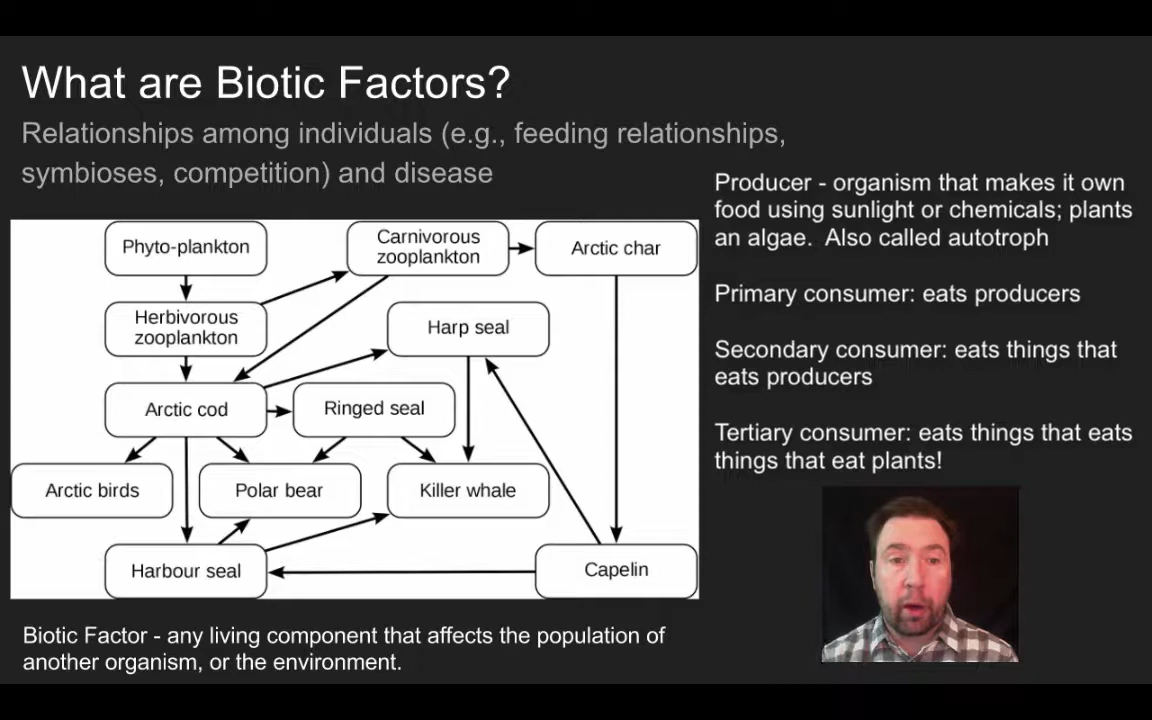 What are Biotic Factors?
Relationships among individuals (e.g., feeding relationships,
symbioses, competition) and disease
Producer - organism that makes it own
food using sunlight or chemicals; plants
an algae.  Also called autotroph
Primary consumer: eats producers
Secondary consumer: eats things that
eats producers
Tertiary consumer: eats things that eats
things that eat plants!
Phyto-plankton
Carnivorous
zooplankton
Arctic char
Herbivorous
zooplankton
Harp seal
Arctic cod
Ringed seal
Arctic birds
Polar bear
Killer whale
Harbour seal
Capelin
Biotic Factor - any living component that affects the population of
another organism, or the environment.